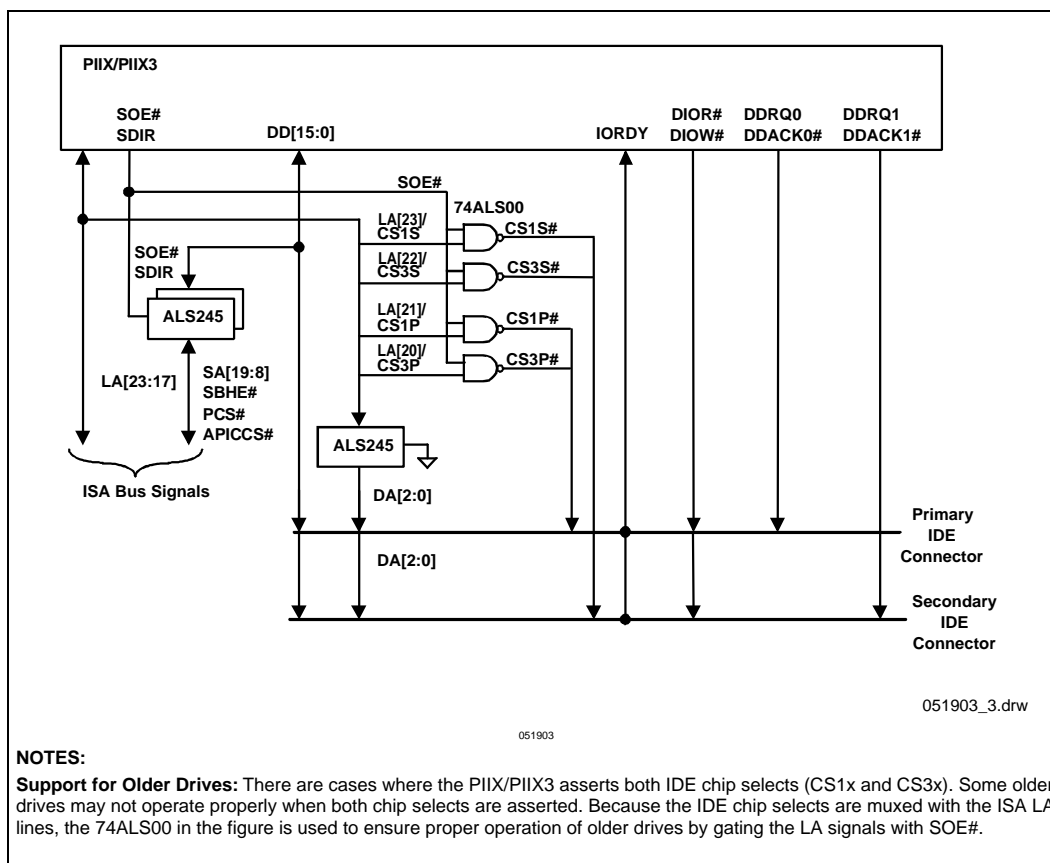 PIIX/PIIX3
SOE#
SDIR
DD[15:0]
IORDY
DIOR#
DIOW#
DDRQ0
DDACK0#
DDRQ1
DDACK1#
SOE#
74ALS00
LA[23]/
CS1S
CS1S#
LA[22]/
CS3S
CS3S#
LA[21]/
CS1P
CS1P#
LA[20]/
CS3P
CS3P#
SOE#
SDIR
ALS245
LA[23:17]
SA[19:8]
SBHE#
PCS#
APICCS#
ISA Bus Signals
ALS245
DA[2:0]
Primary
IDE
Connector
DA[2:0]
Secondary
IDE
Connector
051903_3.drw
051903
NOTES:
Support for Older Drives: There are cases where the PIIX/PIIX3 asserts both IDE chip selects (CS1x and CS3x). Some older
drives may not operate properly when both chip selects are asserted. Because the IDE chip selects are muxed with the ISA LA
lines, the 74ALS00 in the figure is used to ensure proper operation of older drives by gating the LA signals with SOE#.